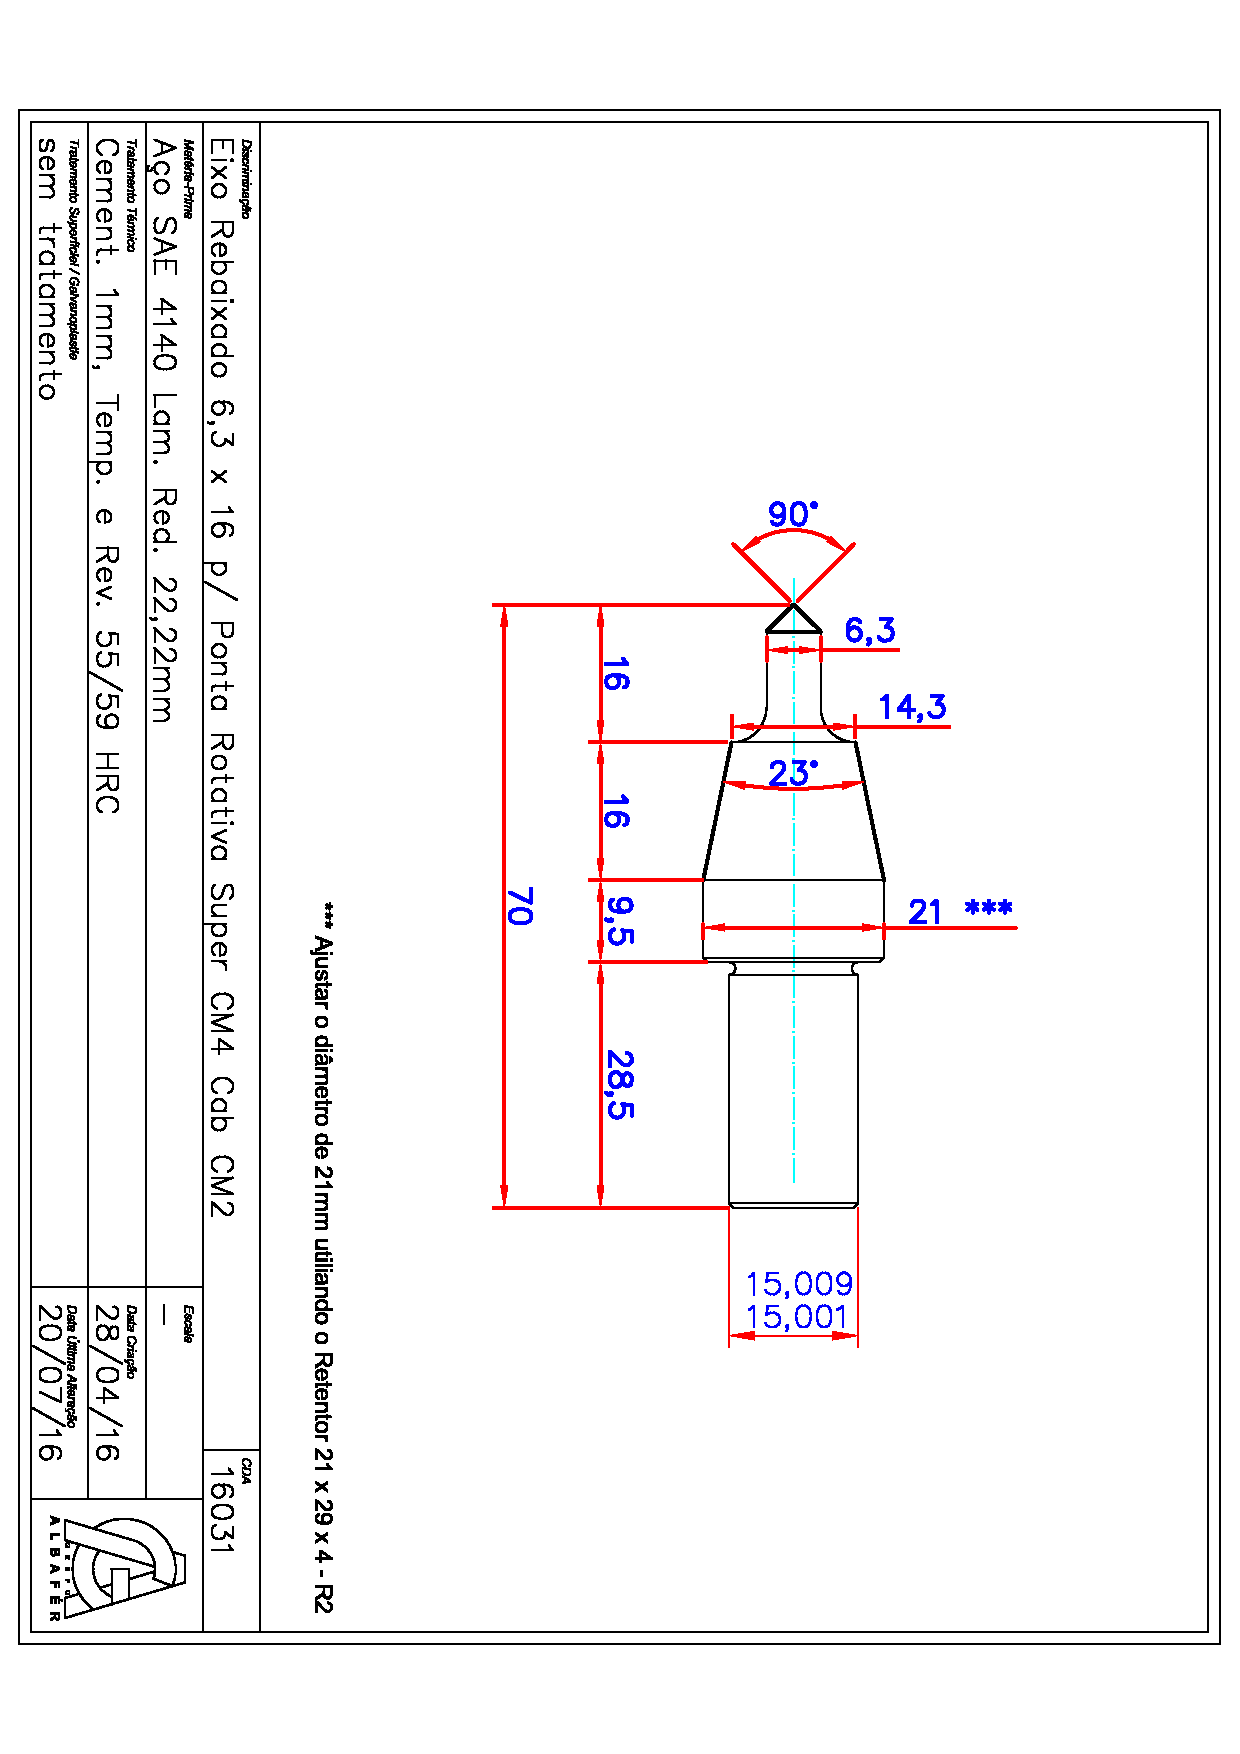 90°
6,3
14,3
23°
16
16
9,5
28,5
70
21 ***
15,009
15,001
*** Ajustar o diâmetro de 21mm utiliando o Retentor 21 x 29 x 4 - R2
Discriminação
Eixo Rebaixado 6,3 x 16 p/ Ponta Rotativa Super CM4 Cab CM2
CDA
16031
Matéria-Prima
Aço SAE 4140 Lam. Red. 22,22mm
Escala
–
Tratamento Térmico
Cement. 1mm, Temp. e Rev. 55/59 HRC
Data Criação
28/04/16
Tratamento Superficial / Galvanoplastia
sem tratamento
Data Última Alteração
20/07/16
GRUPO
ALBAFÉR